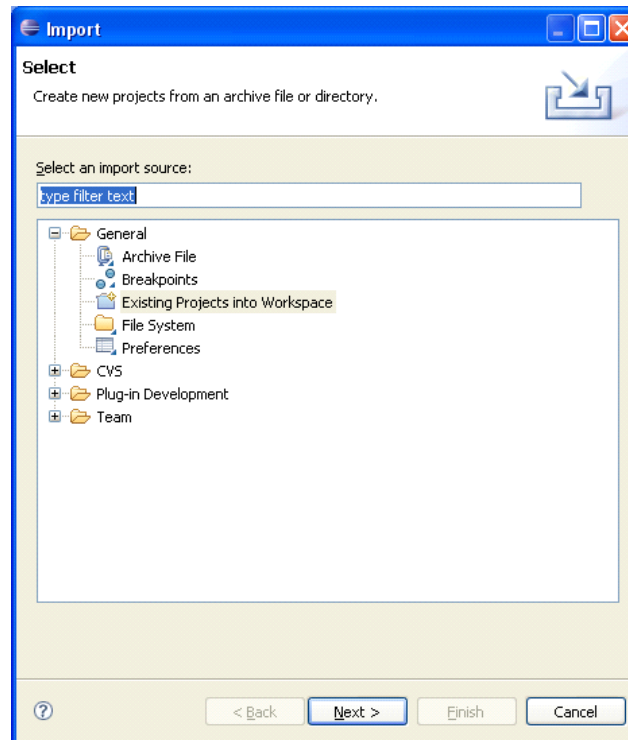 Import
Select
Create new projects from an archive file or directory.
Select an import source:
type filter text
General
Archive File
Breakpoints
Existing Projects into Workspace
File System
Preferences
CVS
Plug-in Development
Team
? < Back Next > Finish Cancel